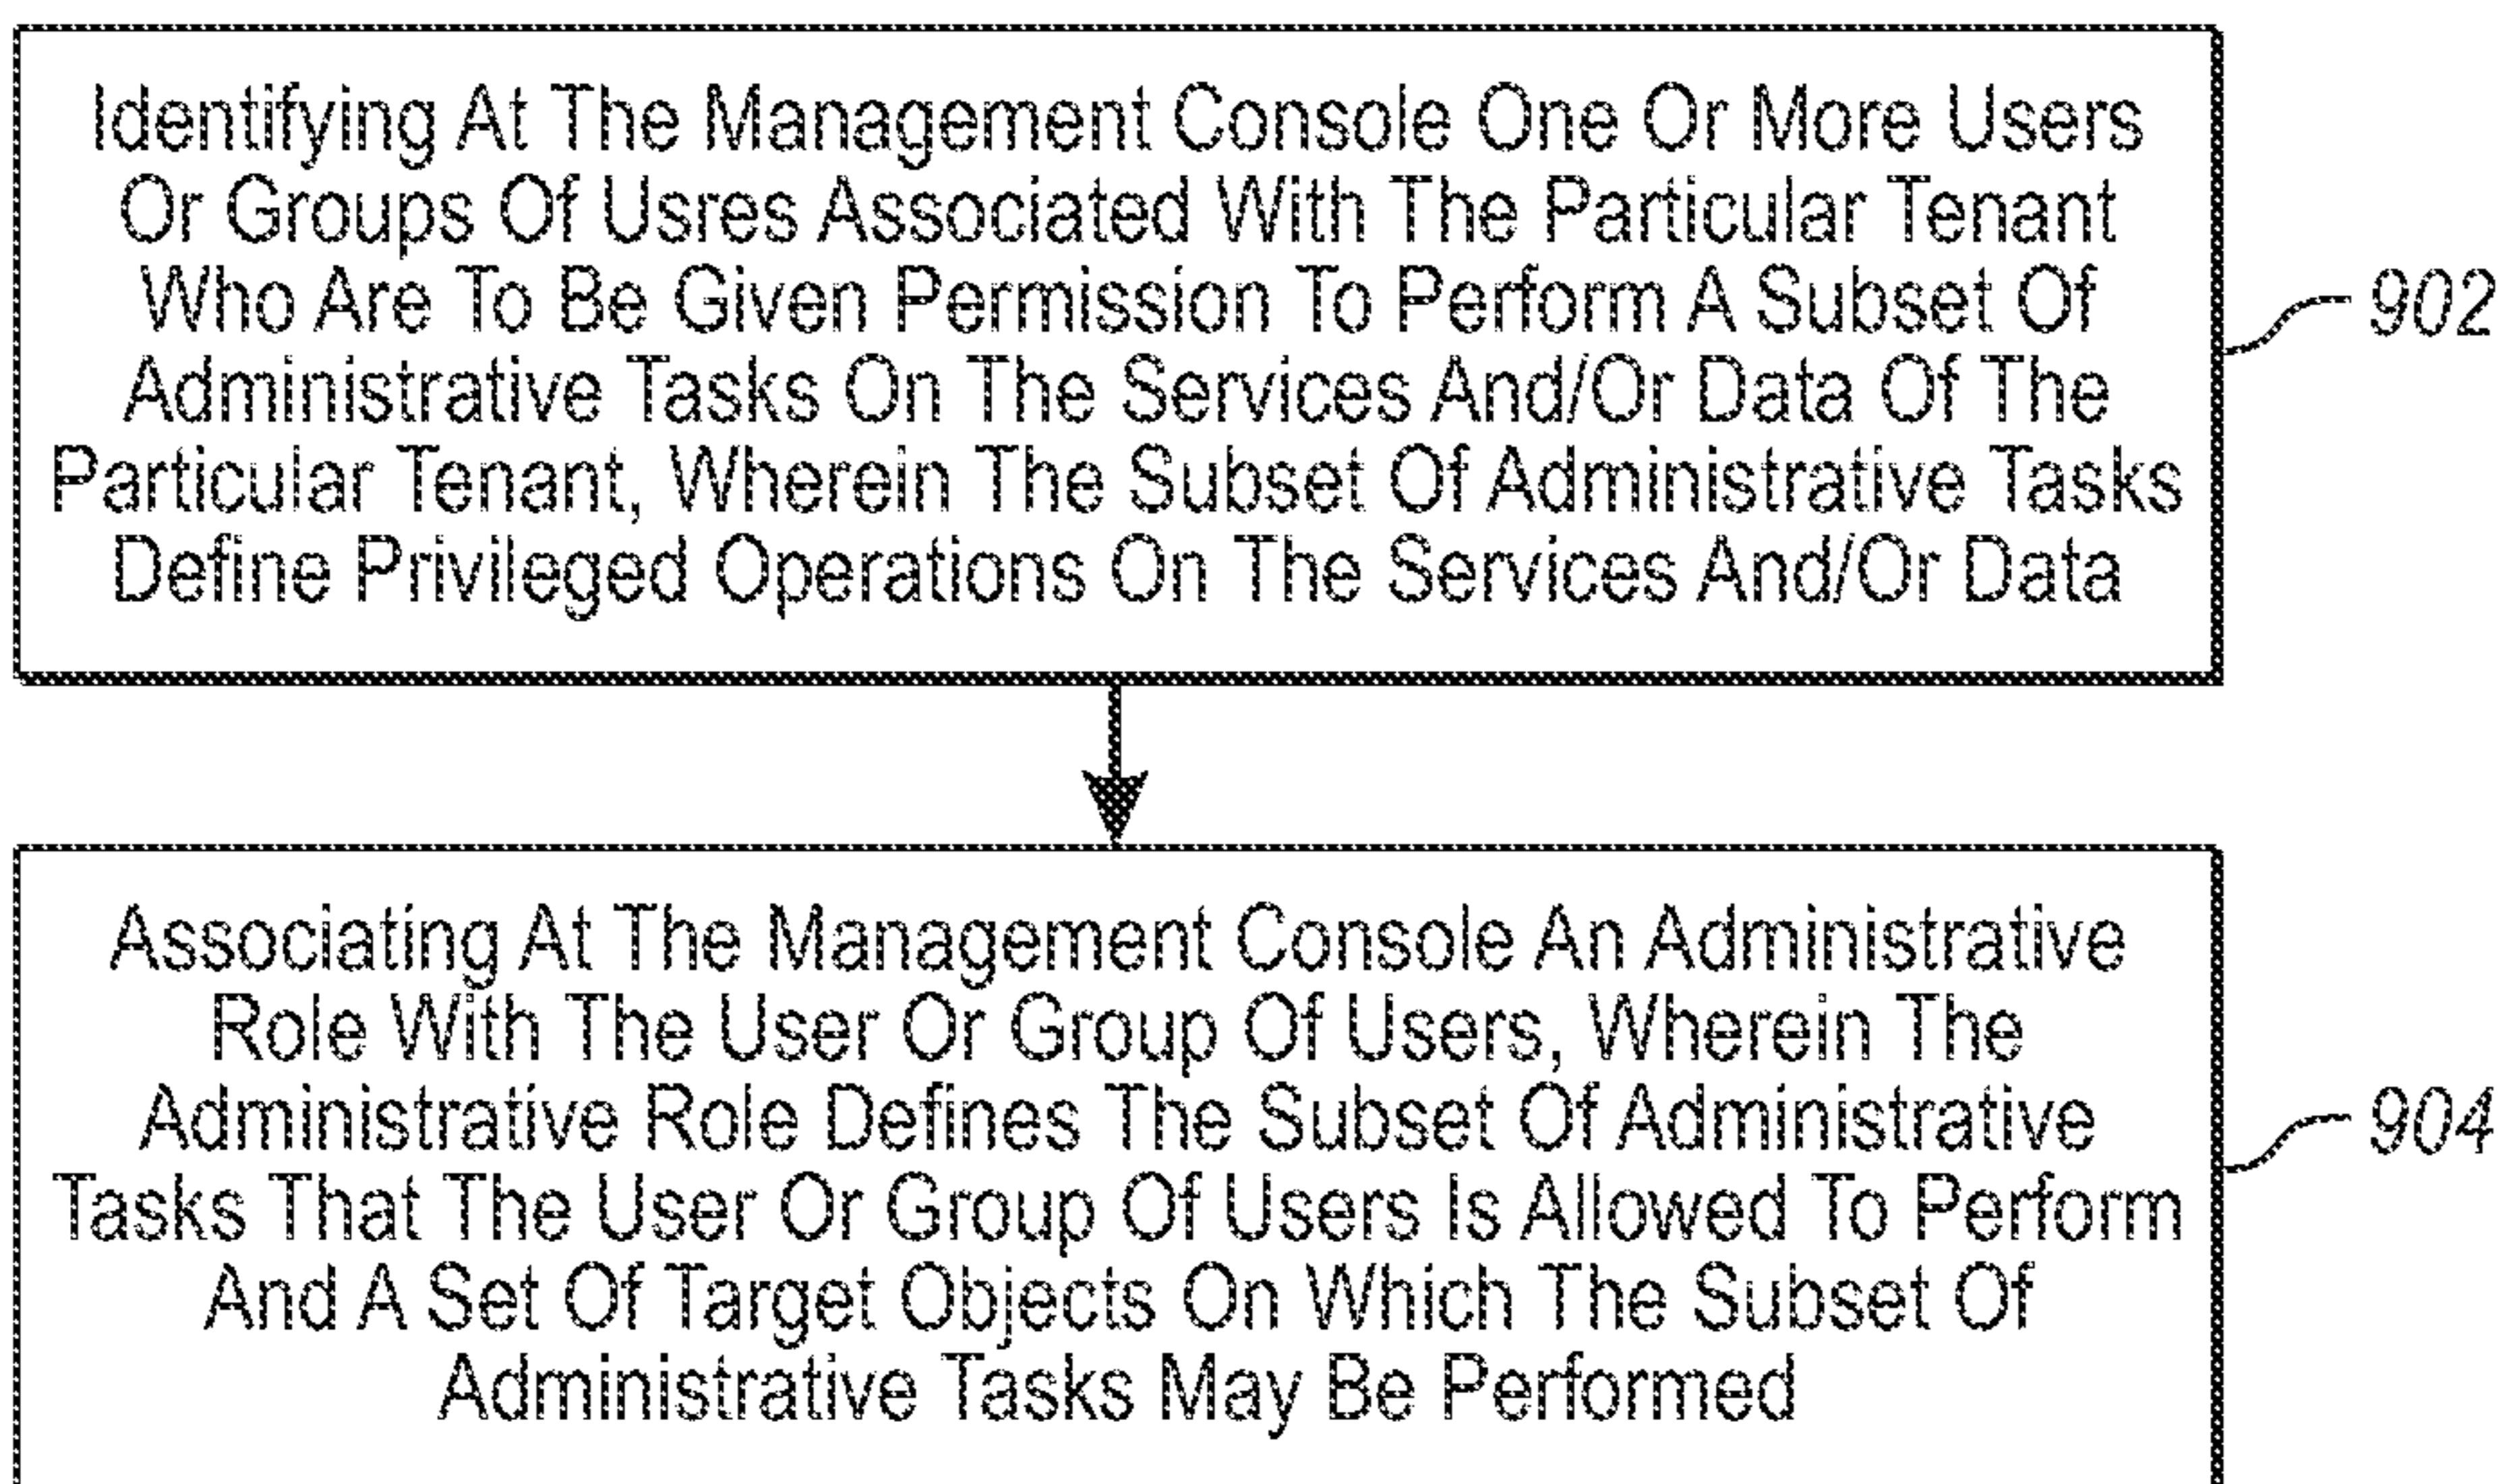 Identifying At The Management Console One Or More Users
Or Groups Of Usres Associated With The Particular Tenant
Who Are To Be Given Permission To Perform A Subset Of
Administrative Tasks On The Services And/Or Data Of The
Particular Tenant, Wherein The Subset Of Administrative Tasks
Define Privileged Operations On The Services And/Or Data
902
Associating At The Management Console An Administrative
Role With The User Or Group Of Users, Wherein The
Administrative Role Defines The Subset Of Administrative
Tasks That The User Or Group Of Users Is Allowed To Perform
And A Set Of Target Objects On Which The Subset Of
Administrative Tasks May Be Performed
904